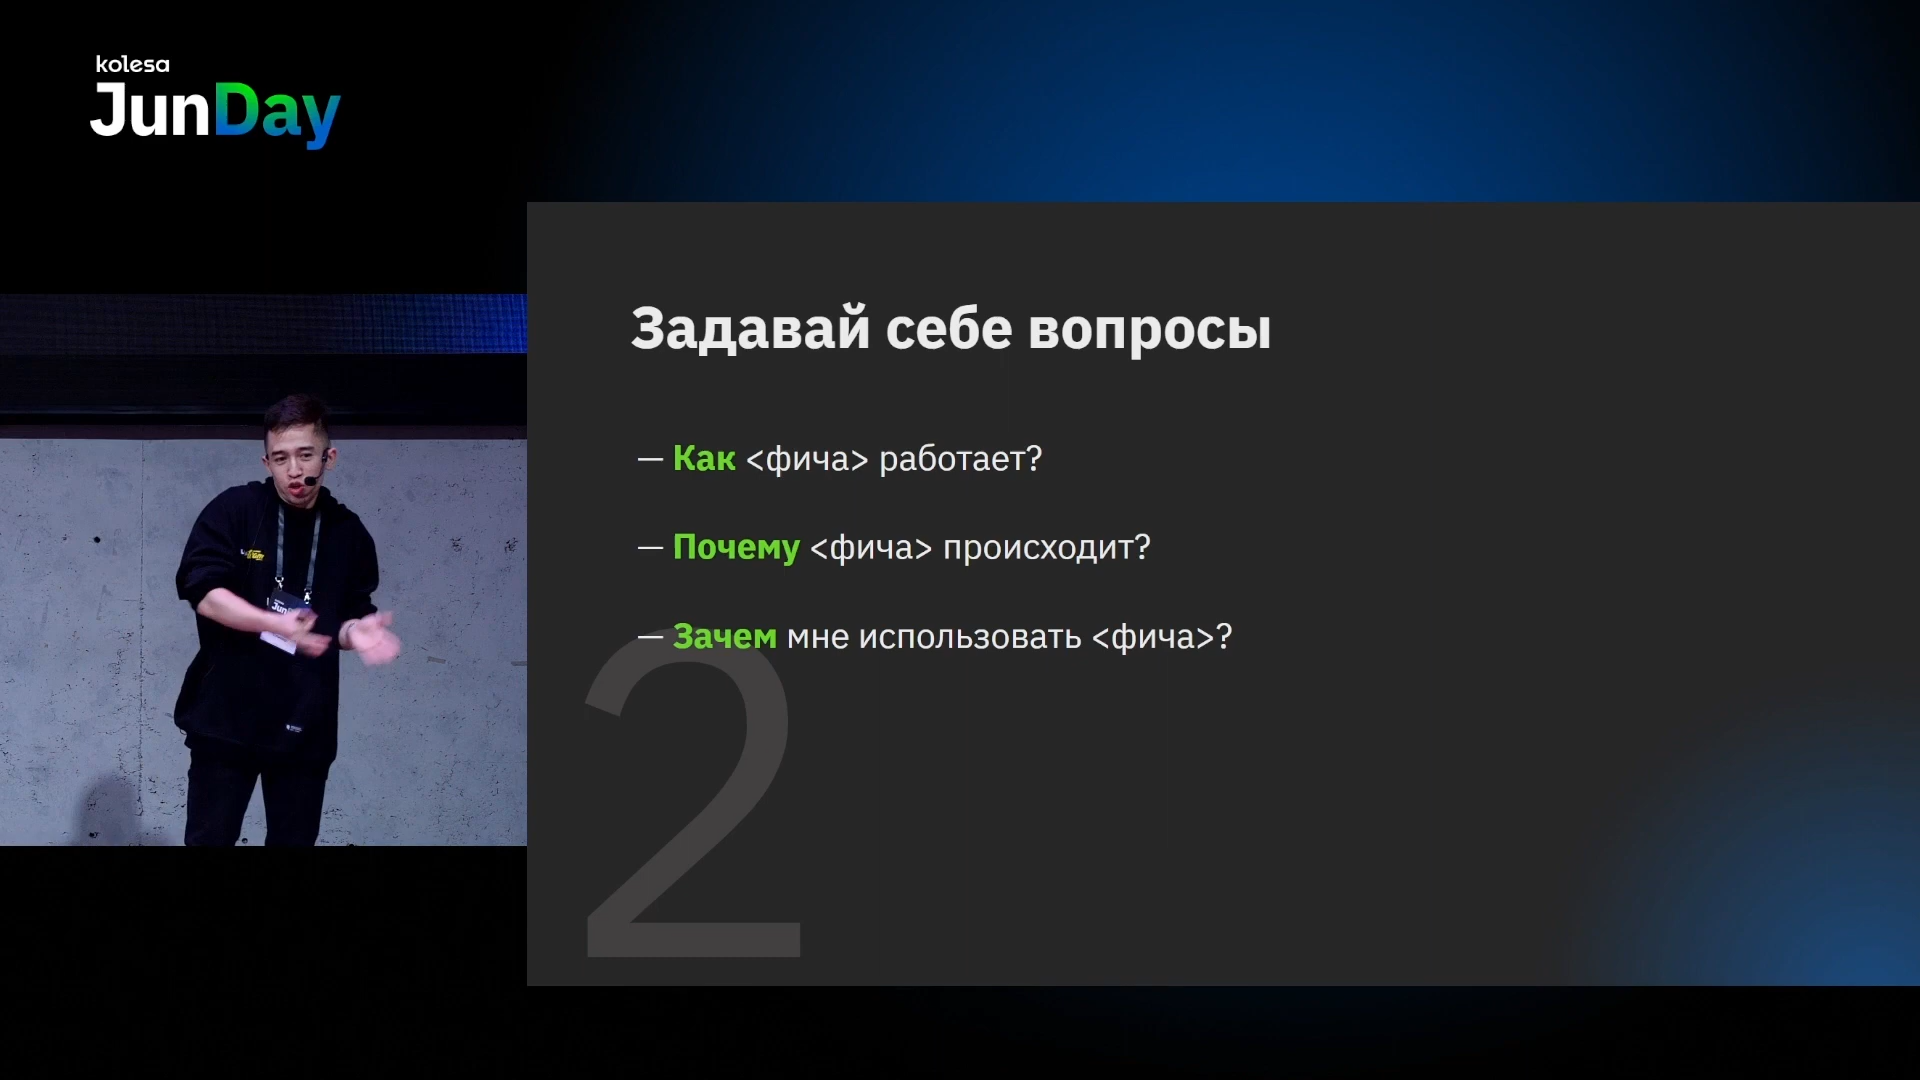 kolesa
JunDay
Задавай себе вопросы
— Как <фича> работает?
— Почему <фича> происходит?
— Зачем мне использовать <фича>?
2